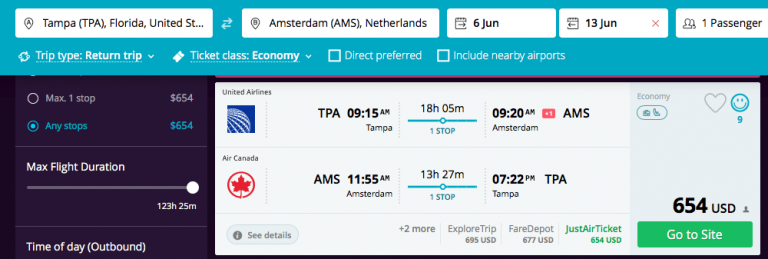 Tampa (TPA), Florida, United St...
Amsterdam (AMS), Netherlands
6 Jun
13 Jun
1 Passenger
Trip type: Return trip
Ticket class: Economy
Direct preferred
Include nearby airports
Max. 1 stop $654
Any stops $654
Max Flight Duration
123h 25m
Time of day (Outbound)
United Airlines
TPA 09:15 AM 18h 05m 09:20 AM +1 AMS
Tampa 1 STOP Amsterdam
Air Canada
AMS 11:55 AM 13h 27m 07:22 PM TPA
Amsterdam 1 STOP Tampa
See details
+2 more
ExploreTrip
695 USD
FareDepot
677 USD
JustAirTicket
654 USD
Economy
9
654 USD
Go to Site